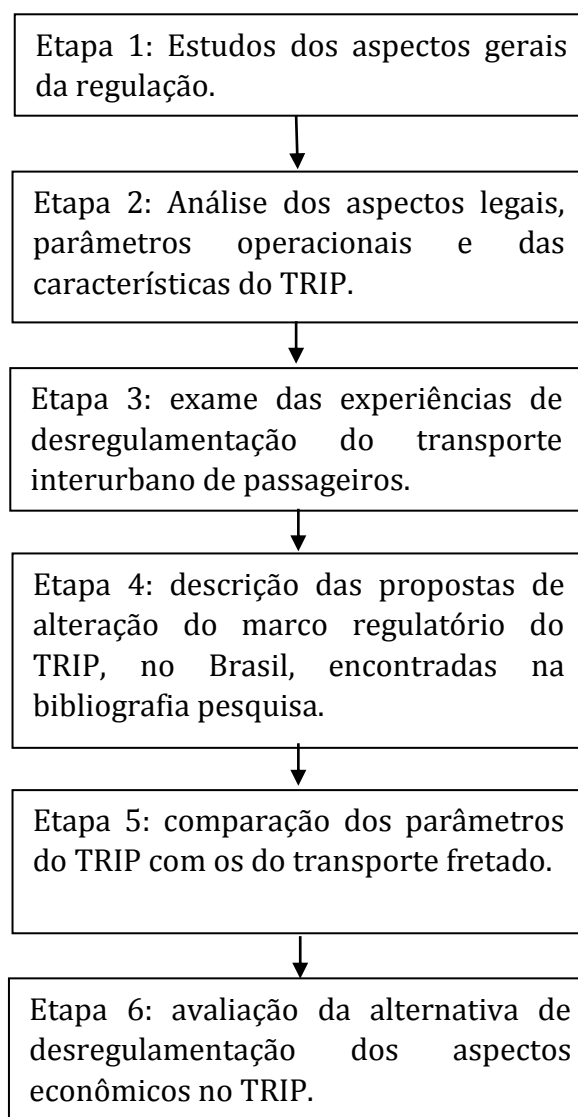 Etapa 1: Estudos dos aspectos gerais
da regulação.
Etapa 2: Análise dos aspectos legais,
parâmetros operacionais e das
características do TRIP.
Etapa 3: exame das experiências de
desregulamentação do transporte
interurbano de passageiros.
Etapa 4: descrição das propostas de
alteração do marco regulatório do
TRIP, no Brasil, encontradas na
bibliografia pesquisa.
Etapa 5: comparação dos parâmetros
do TRIP com os do transporte fretado.
Etapa 6: avaliação da alternativa de
desregulamentação dos aspectos
econômicos no TRIP.